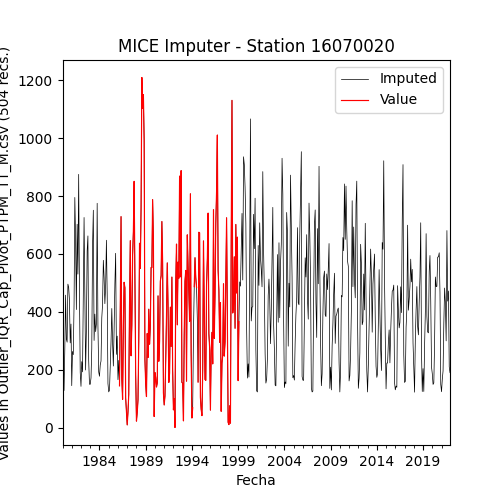 MICE Imputer - Station 16070020
Imputed
Value
1200
1000
800
600
400
200
0
Values in Outlier_IQR_Cap_Pivot_PTPM_TT_M.csv (504 recs.)
1984 1989 1994 1999 2004 2009 2014 2019
Fecha